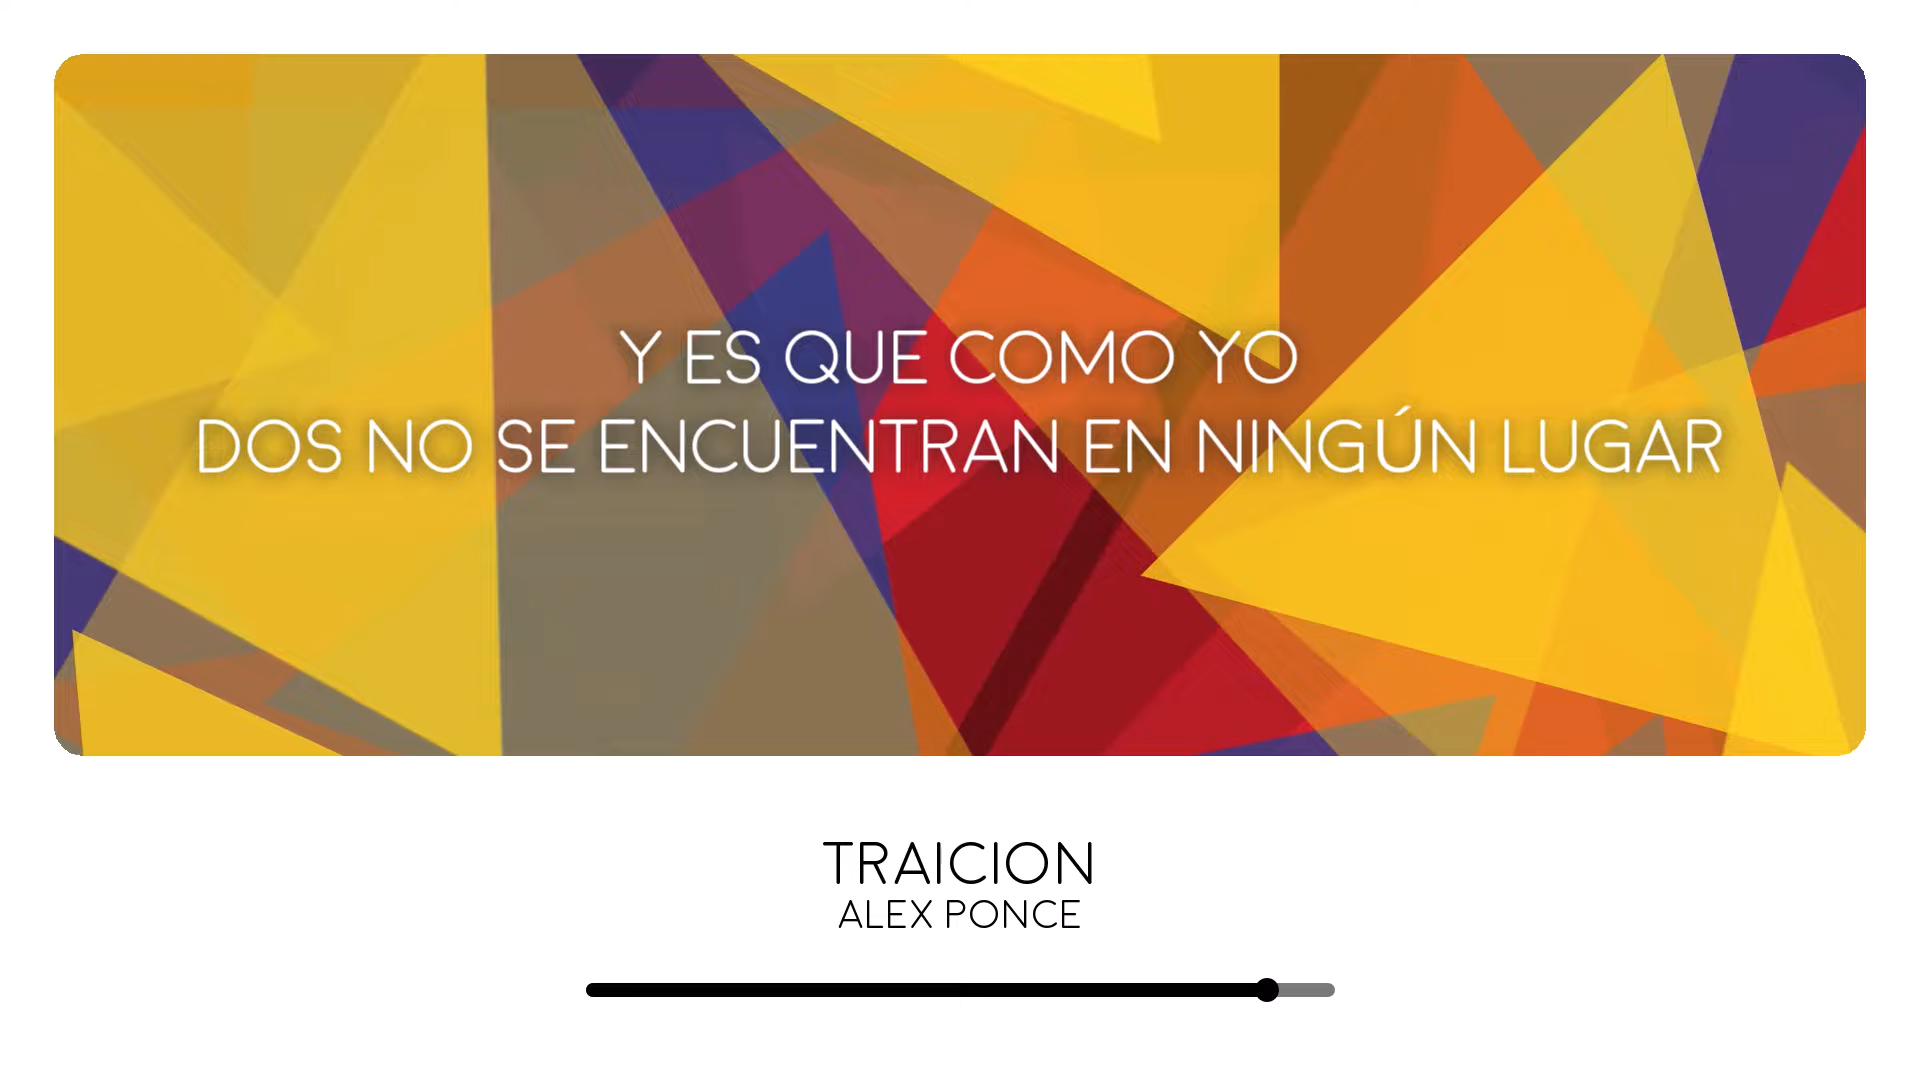 Y ES QUE COMO YO
DOS NO SE ENCUENTRAN EN NINGÚN LUGAR
TRAICION
ALEX PONCE